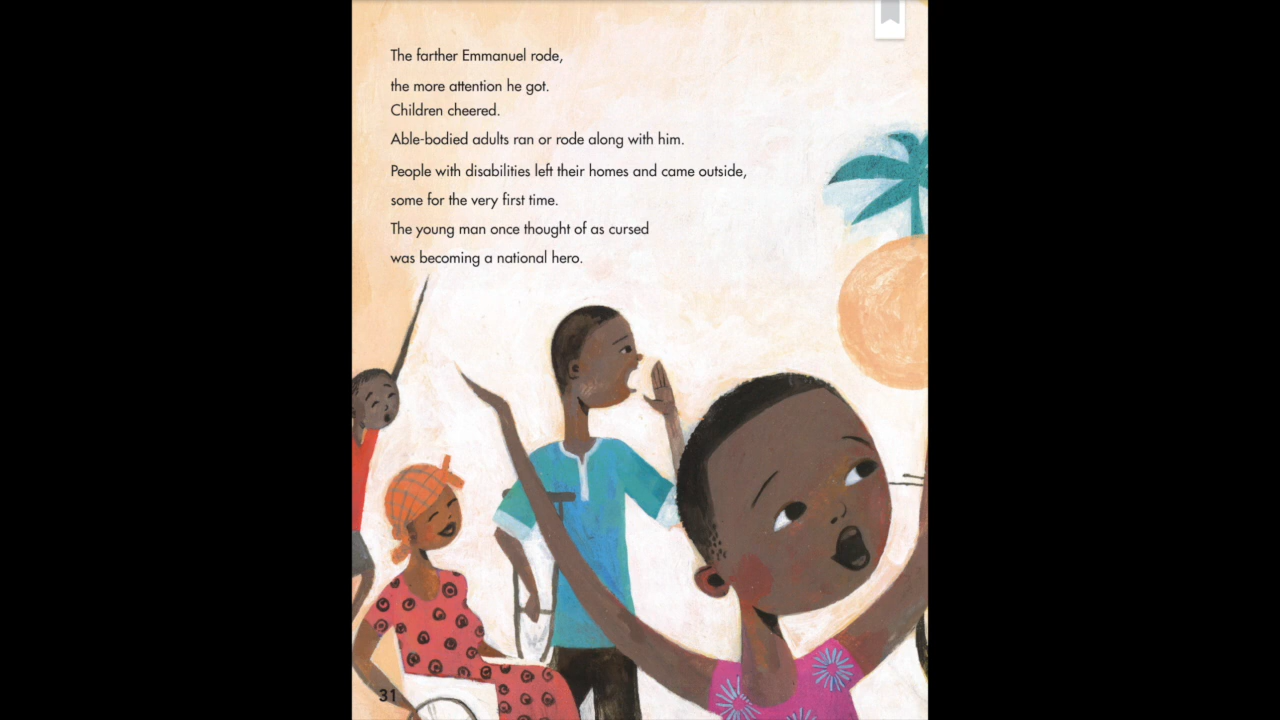 The farther Emmanuel rode,
the more attention he got.
Children cheered.
Able-bodied adults ran or rode along with him.
People with disabilities left their homes and came outside,
some for the very first time.
The young man once thought of as cursed
was becoming a national hero.
31